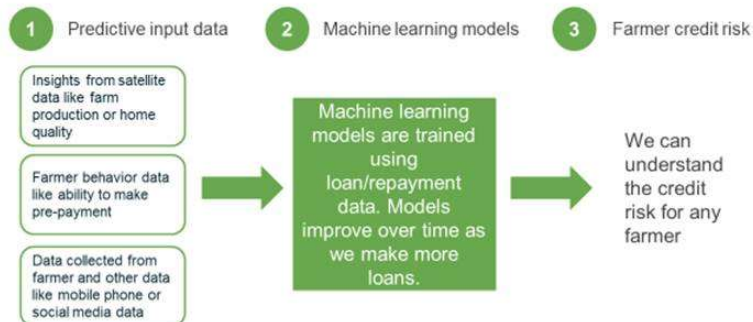 1 Predictive input data
2 Machine learning models
3 Farmer credit risk
Insights from satellite
data like farm
production or home
quality
Farmer behavior data
like ability to make
pre-payment
Data collected from
farmer and other data
like mobile phone or
social media data
Machine learning
models are trained
using
loan/repayment
data. Models
improve over time as
we make more
loans.
We can
understand
the credit
risk for any
farmer